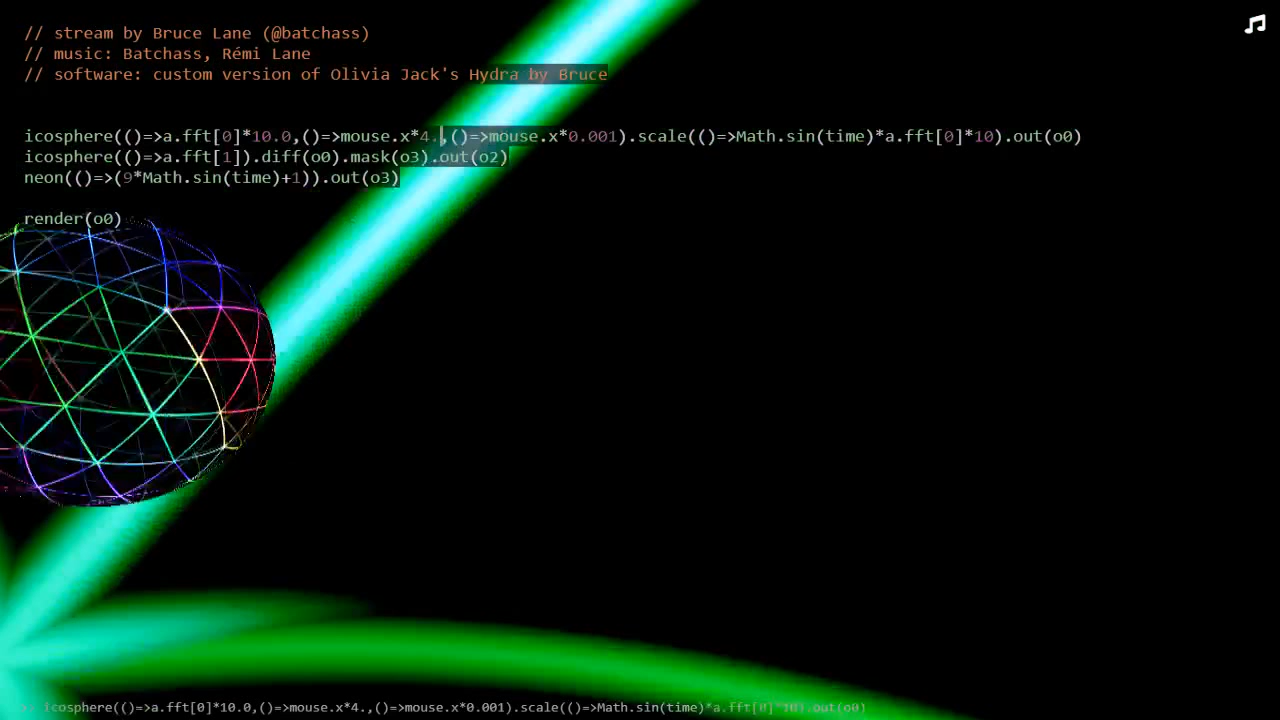 // stream by Bruce Lane (@batchass)
// music: Batchass, Rémi Lane
// software: custom version of Olivia Jack's Hydra by Bruce
icosphere(()=>a.fft[0]*10.0,()=>mouse.x*4.,()=>mouse.x*0.001).scale(()=>Math.sin(time)*a.fft[0]*10).out(o0)
icosphere(()=>a.fft[1]).diff(o0).mask(o3).out(o2)
neon(()=>(9*Math.sin(time)+1)).out(o3)
render(o0)
>> icosphere(()=>a.fft[0]*10.0,()=>mouse.x*4.,()=>mouse.x*0.001).scale(()=>Math.sin(time)*a.fft[0]*10).out(o0)